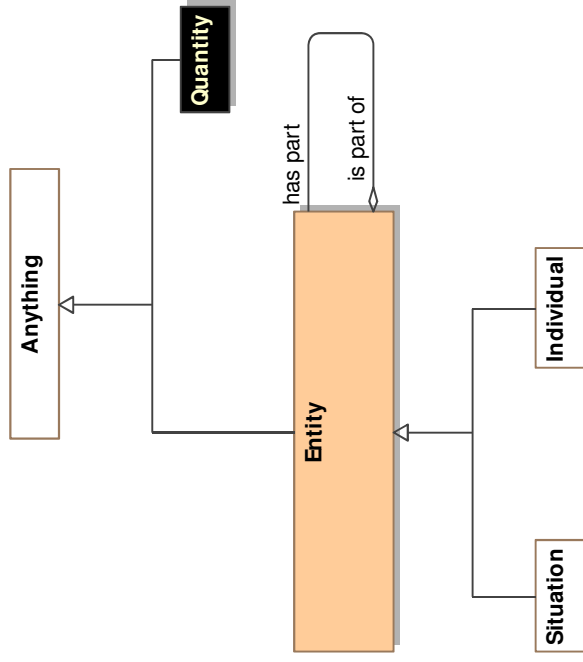 Anything
Quantity
Entity
has part
is part of
Individual
Situation